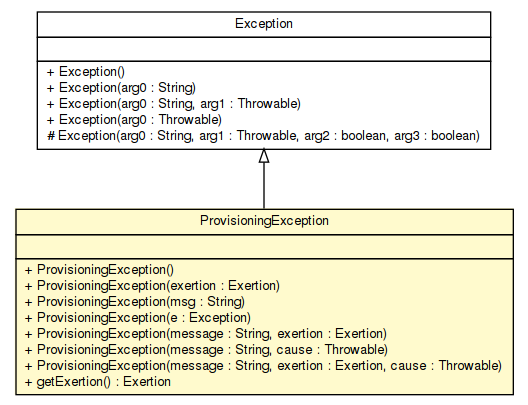 Exception
+ Exception()
+ Exception(arg0 : String)
+ Exception(arg0 : String, arg1 : Throwable)
+ Exception(arg0 : Throwable)
# Exception(arg0 : String, arg1 : Throwable, arg2 : boolean, arg3 : boolean)
ProvisioningException
+ ProvisioningException()
+ ProvisioningException(exertion : Exertion)
+ ProvisioningException(msg : String)
+ ProvisioningException(e : Exception)
+ ProvisioningException(message : String, exertion : Exertion)
+ ProvisioningException(message : String, cause : Throwable)
+ ProvisioningException(message : String, exertion : Exertion, cause : Throwable)
+ getExertion() : Exertion